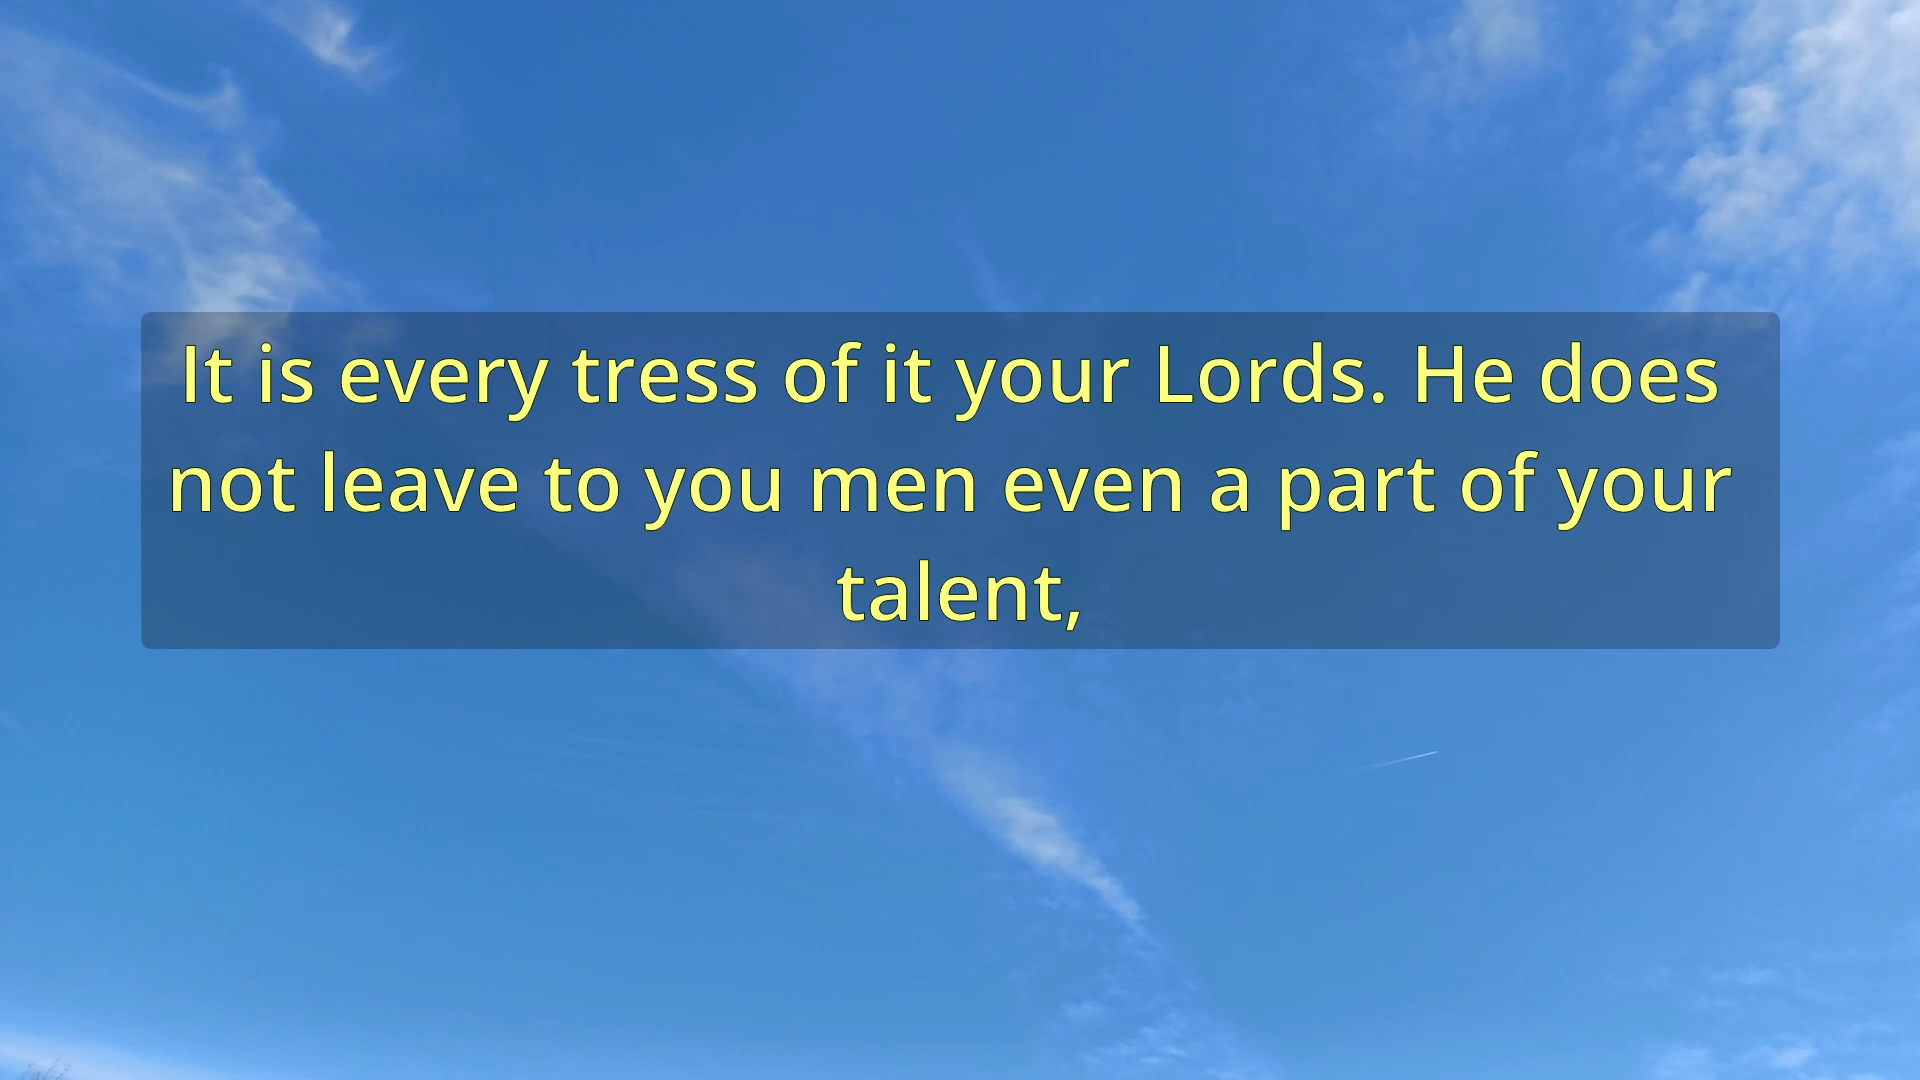 It is every tress of it your Lords. He does
not leave to you men even a part of your
talent,